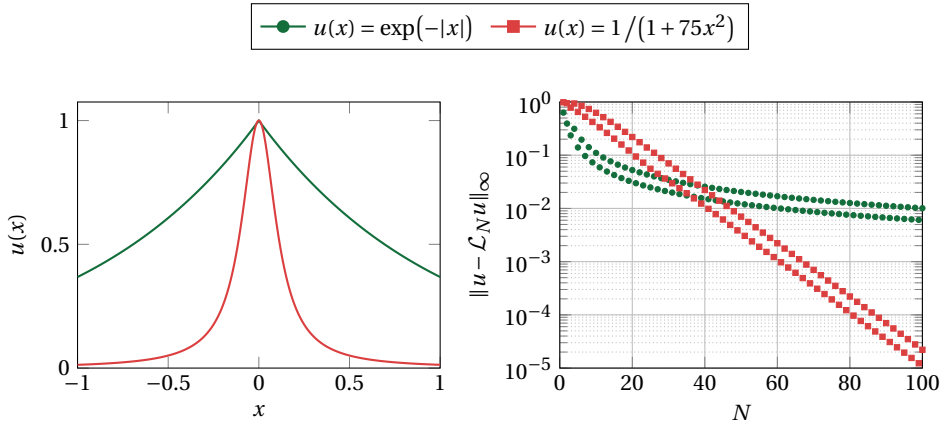 u(x) = exp(−|x|) u(x) = 1/(1 + 75x²)
1
0.5
0
u(x)
−1 −0.5 0 0.5 1
x
10⁰
10⁻¹
10⁻²
10⁻³
10⁻⁴
10⁻⁵
‖u − ℒ_N u‖_∞
0 20 40 60 80 100
N